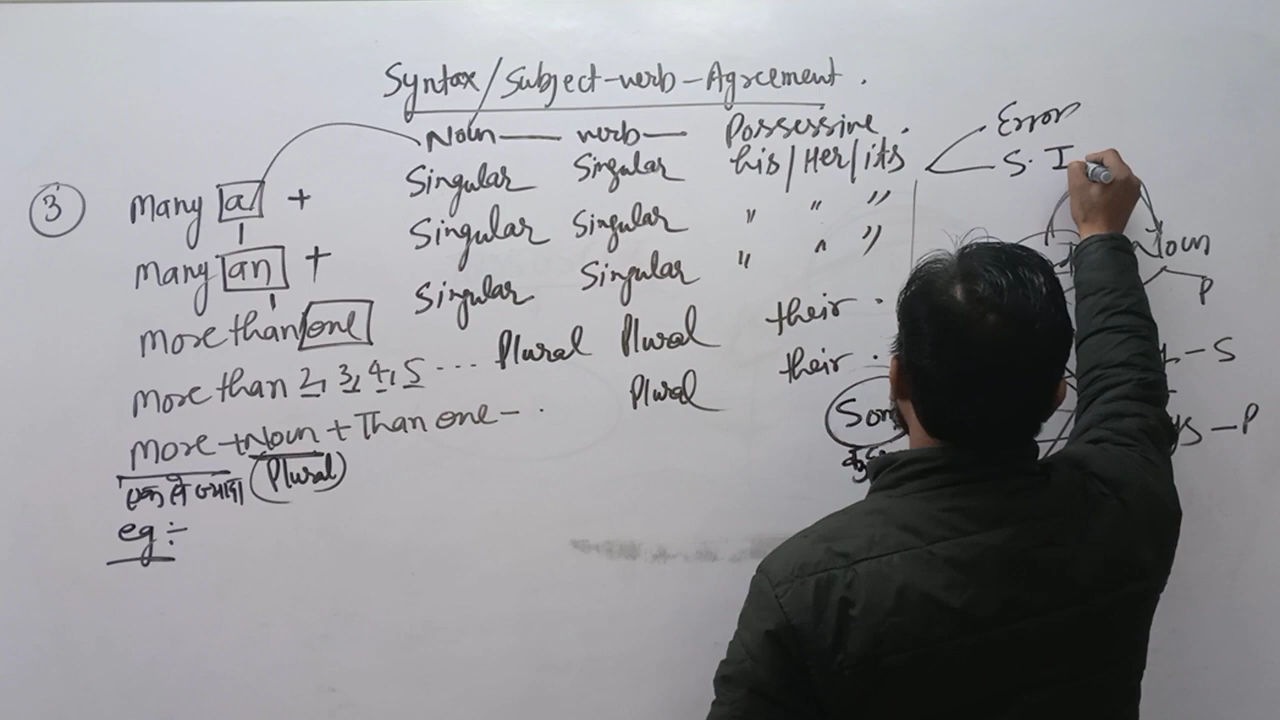 Syntax/Subject-verb-Agreement.
Noun — verb — Possessive.
③ Many a + Singular Singular his/Her/its
Many an + Singular Singular " " "
More than one Singular Singular " " "
More than 2, 3, 4, 5 ... Plural Plural their.
More + Noun + Than one - . Plural their.
एक से ज्यादा (Plural)
eg ÷
Error
S. I
Noun
P
- S
- P